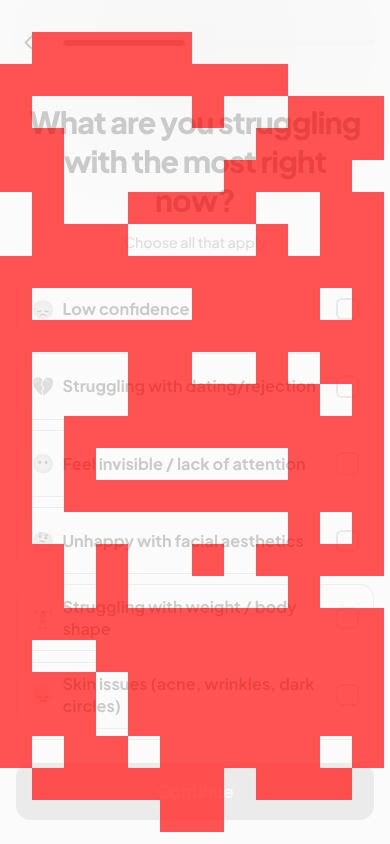 What are you struggling
with the most right
now?
Choose all that apply
Low confidence
Struggling with dating/rejection
Feel invisible / lack of attention
Unhappy with facial aesthetics
Struggling with weight / body
shape
Skin issues (acne, wrinkles, dark
circles)
Continue